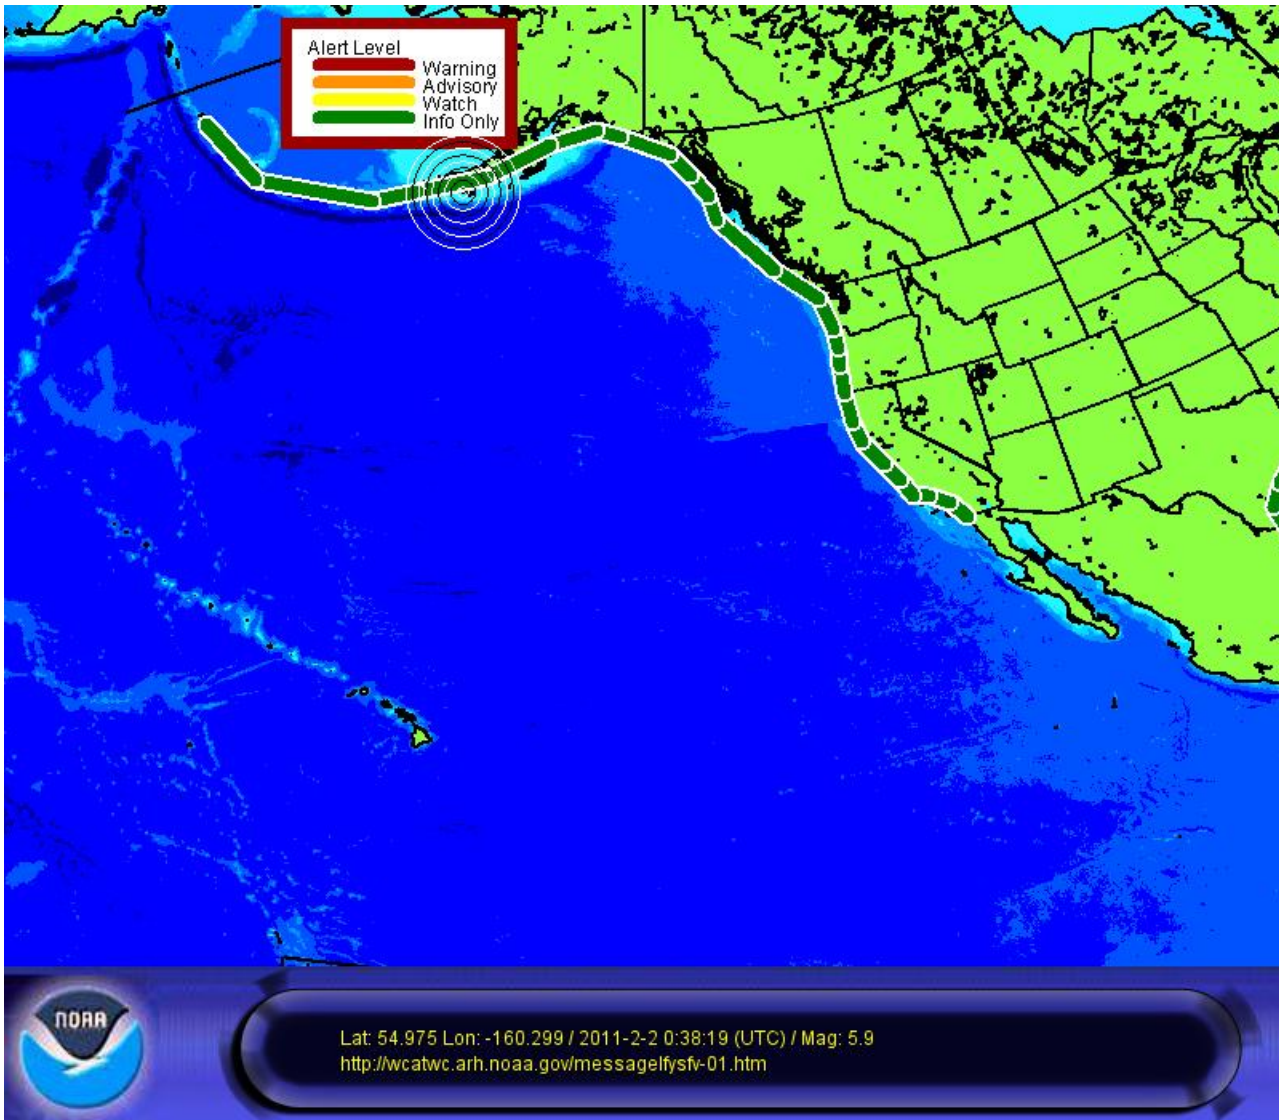 Alert Level
Warning
Advisory
Watch
Info Only
NOAA
Lat: 54.975 Lon: -160.299 / 2011-2-2 0:38:19 (UTC) / Mag: 5.9
http://wcatwc.arh.noaa.gov/messagelfysfv-01.htm